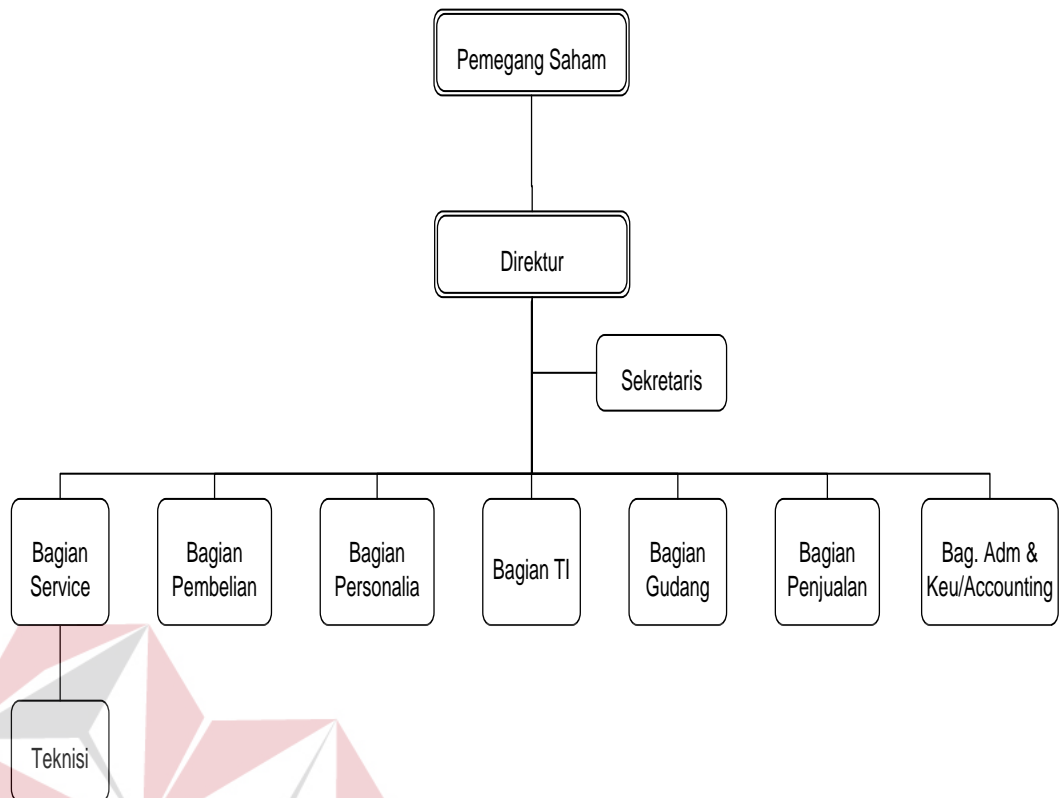 Pemegang Saham
Direktur
Sekretaris
Bagian
Service
Bagian
Pembelian
Bagian
Personalia
Bagian TI
Bagian
Gudang
Bagian
Penjualan
Bag. Adm &
Keu/Accounting
Teknisi